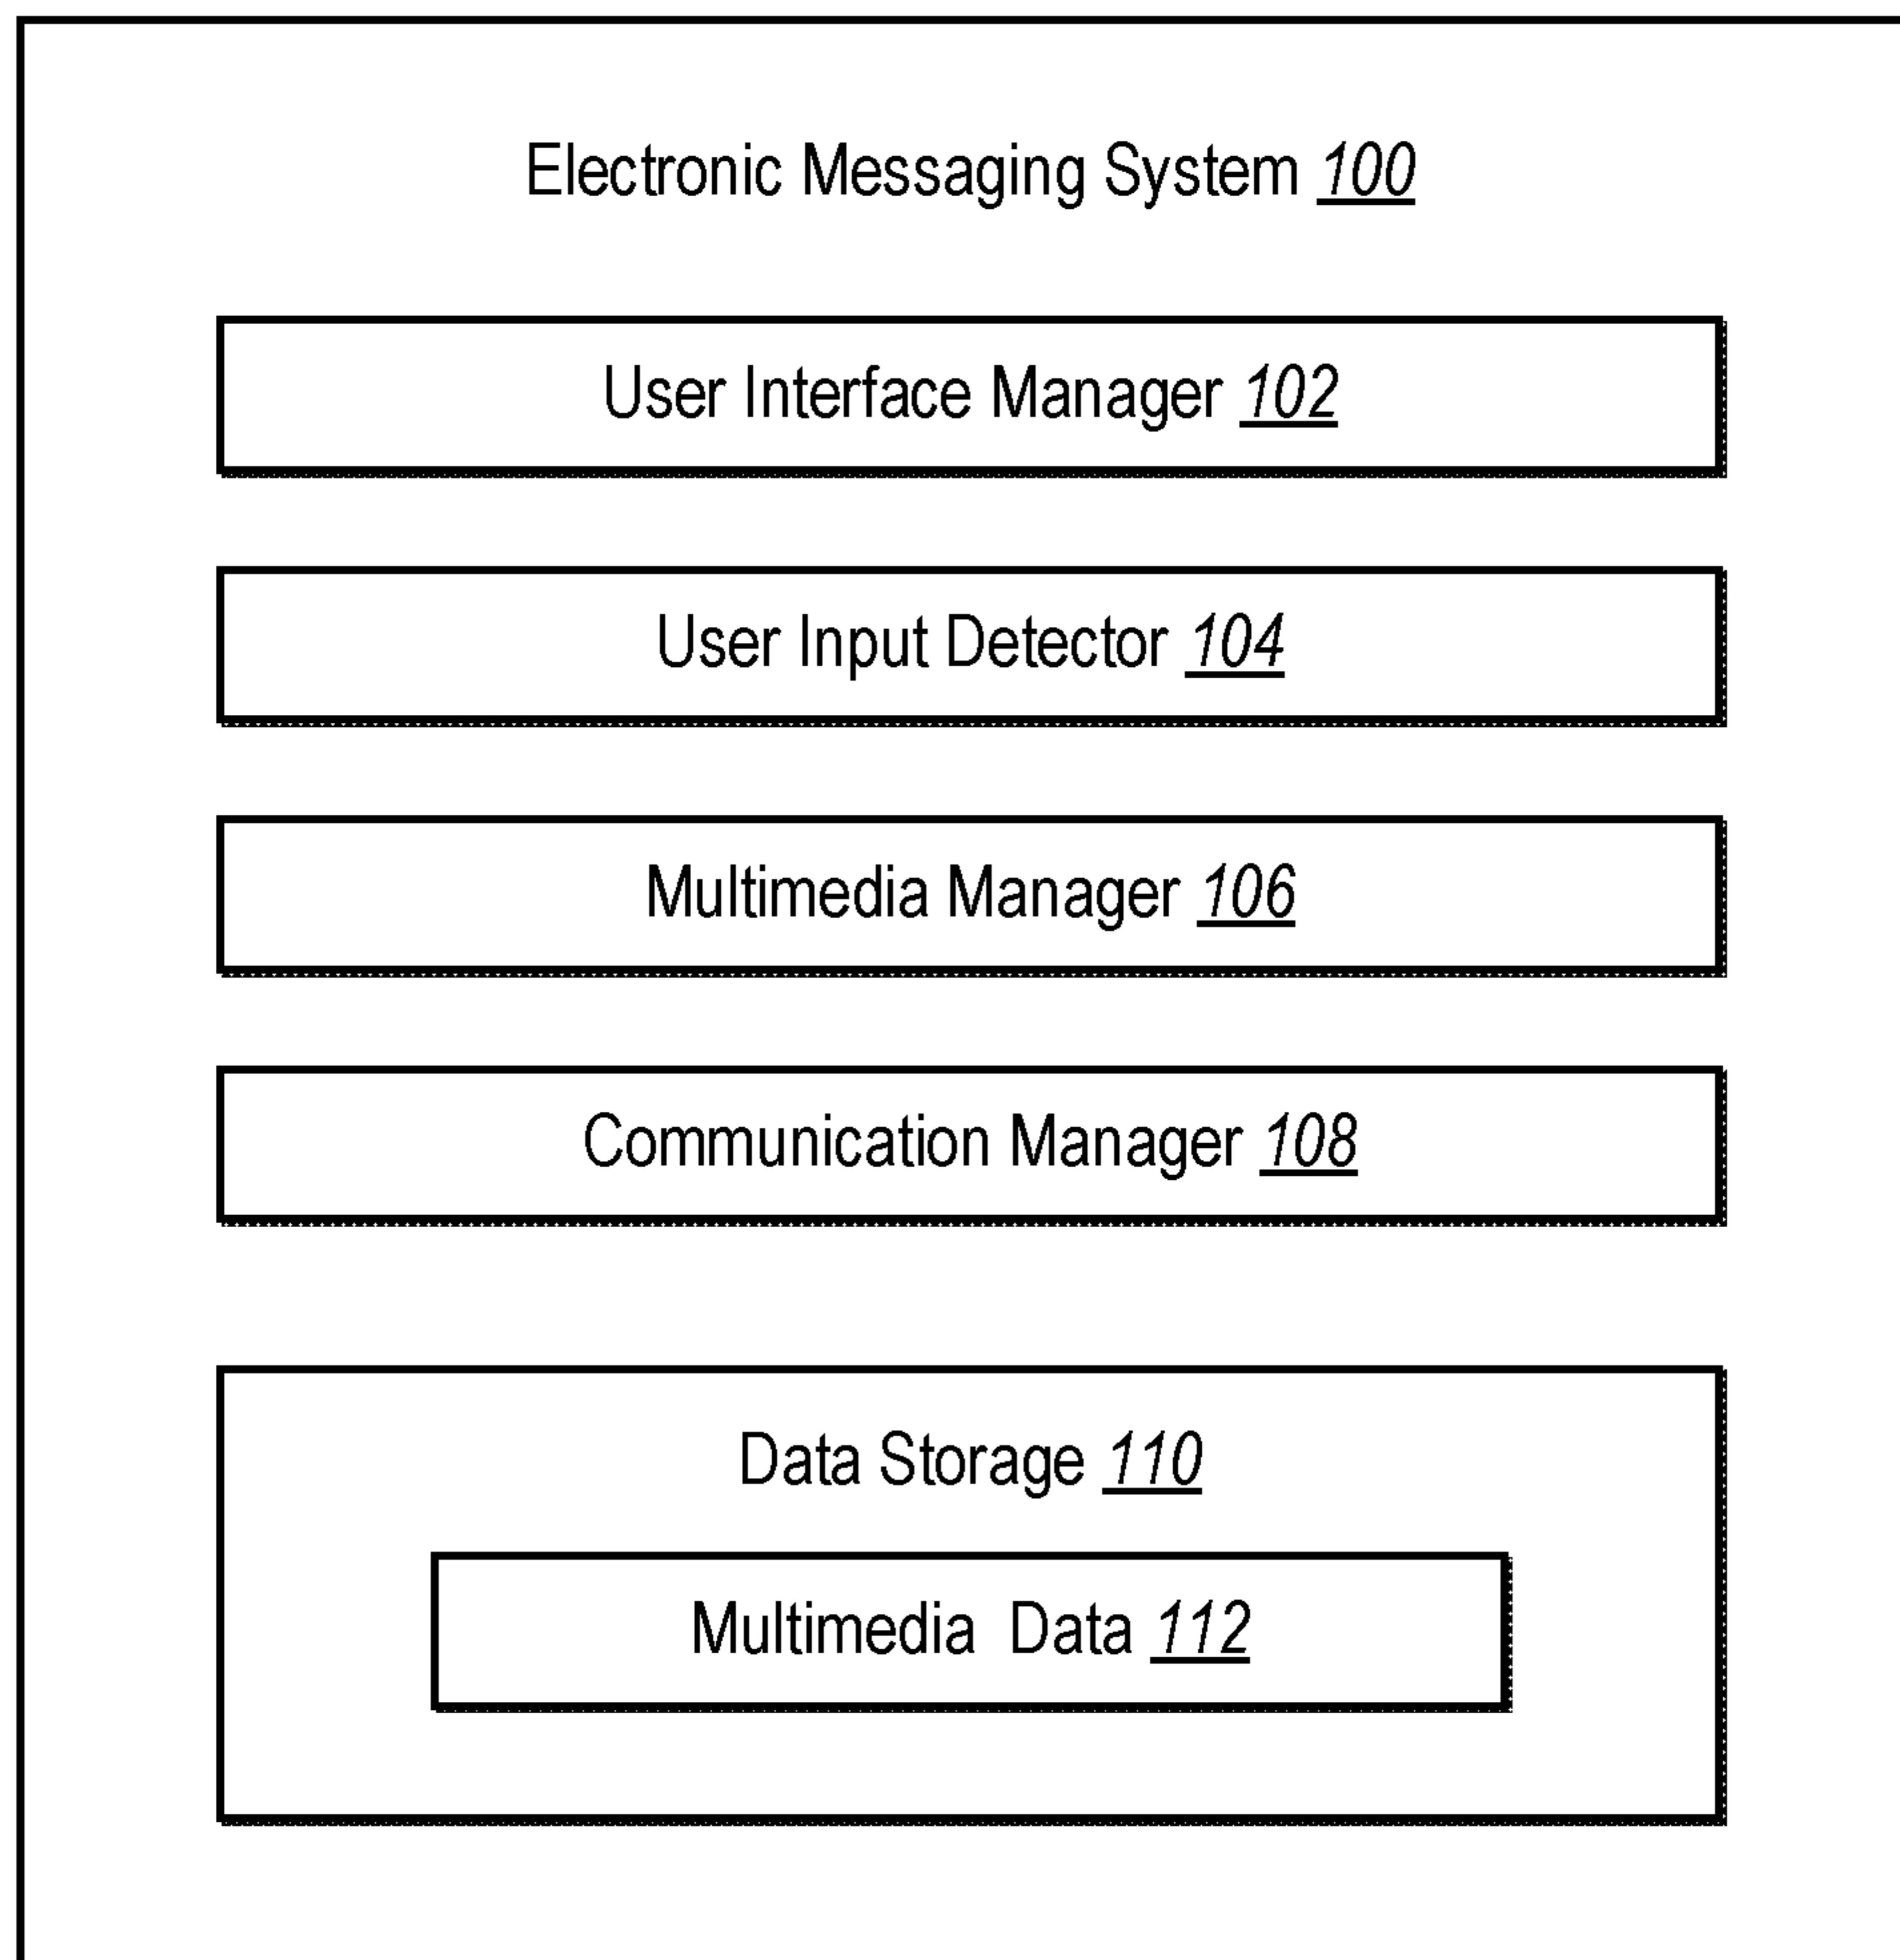 Electronic Messaging System 100
User Interface Manager 102
User Input Detector 104
Multimedia Manager 106
Communication Manager 108
Data Storage 110
Multimedia Data 112